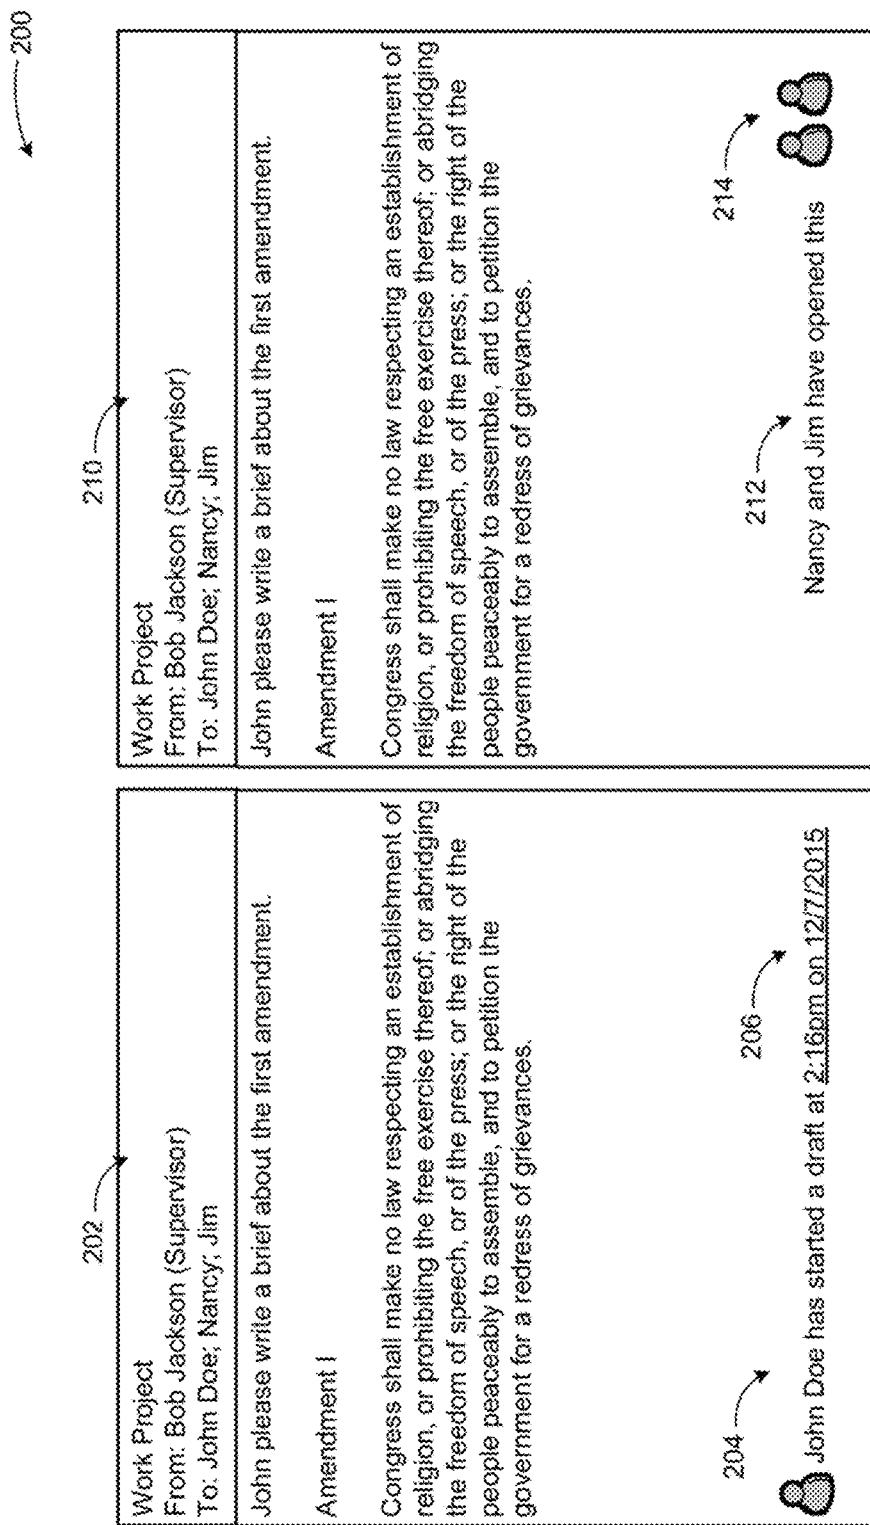 200
202
Work Project
From: Bob Jackson (Supervisor)
To: John Doe; Nancy; Jim
John please write a brief about the first amendment.
Amendment I
Congress shall make no law respecting an establishment of
religion, or prohibiting the free exercise thereof; or abridging
the freedom of speech, or of the press; or the right of the
people peaceably to assemble, and to petition the
government for a redress of grievances.
204
206
John Doe has started a draft at 2:16pm on 12/7/2015
210
Work Project
From: Bob Jackson (Supervisor)
To: John Doe; Nancy; Jim
John please write a brief about the first amendment.
Amendment I
Congress shall make no law respecting an establishment of
religion, or prohibiting the free exercise thereof; or abridging
the freedom of speech, or of the press; or the right of the
people peaceably to assemble, and to petition the
government for a redress of grievances.
212
214
Nancy and Jim have opened this